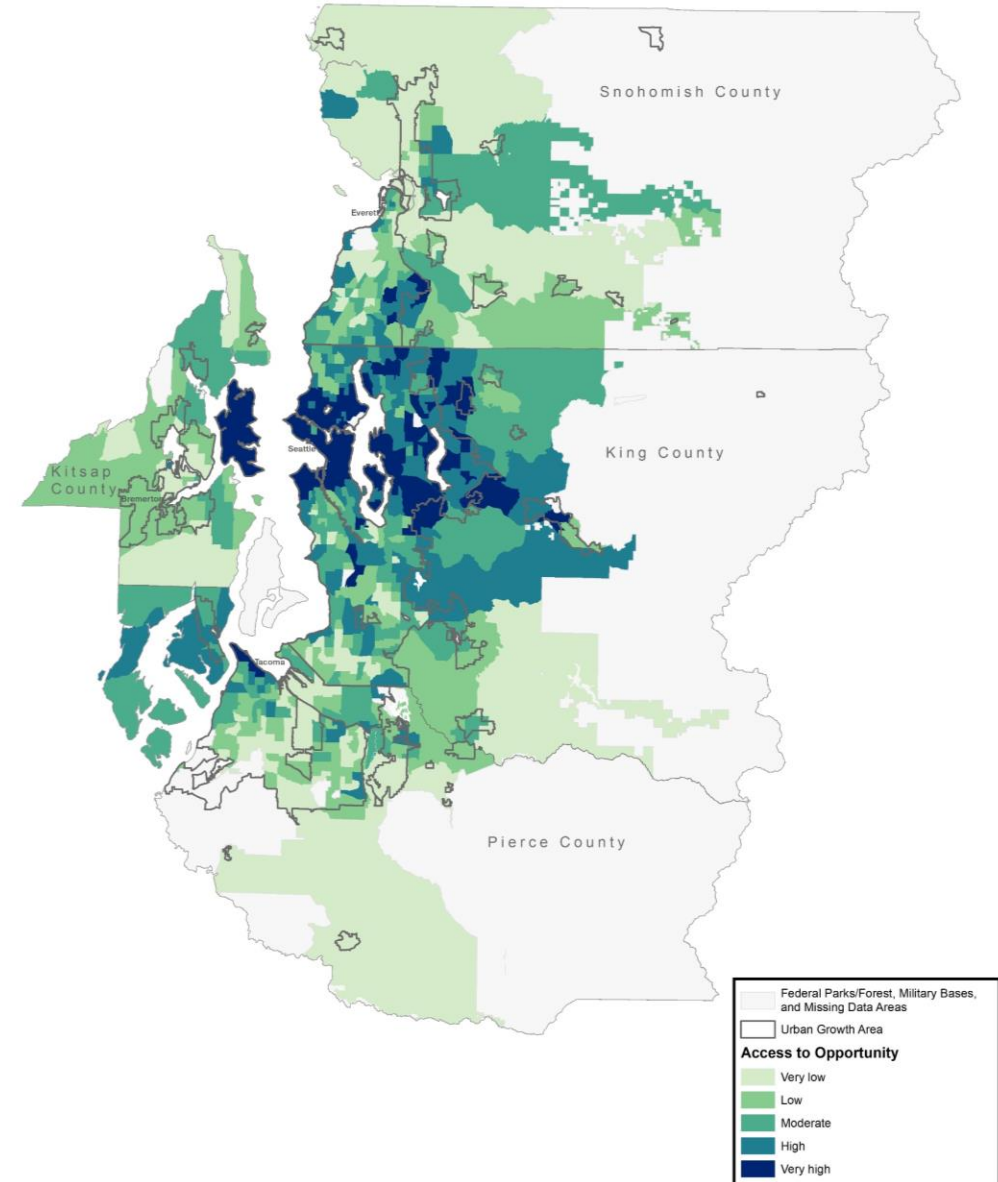 Snohomish County
Everett
King County
Seattle
Kitsap
County
Bremerton
Tacoma
Pierce County
Federal Parks/Forest, Military Bases,
and Missing Data Areas
Urban Growth Area
Access to Opportunity
Very low
Low
Moderate
High
Very high